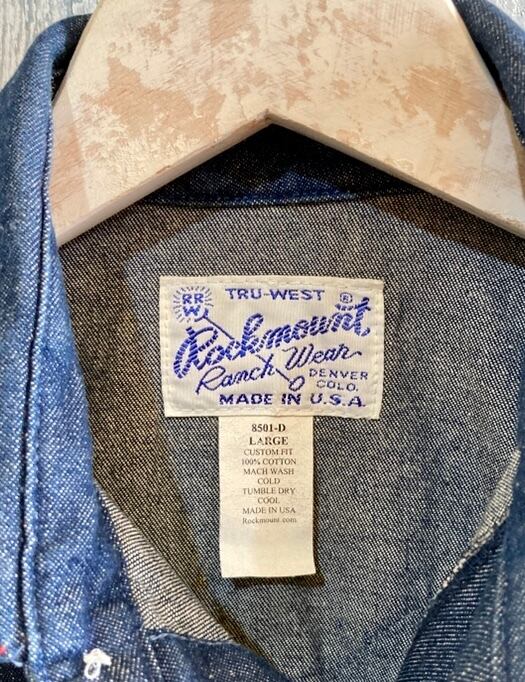 TRU-WEST ®
RR
W
Rockmount
Ranch Wear
DENVER
COLO.
MADE IN U.S.A.
8501-D
LARGE
CUSTOM FIT
100% COTTON
MACH WASH
COLD
TUMBLE DRY
COOL
MADE IN USA
Rockmount.com